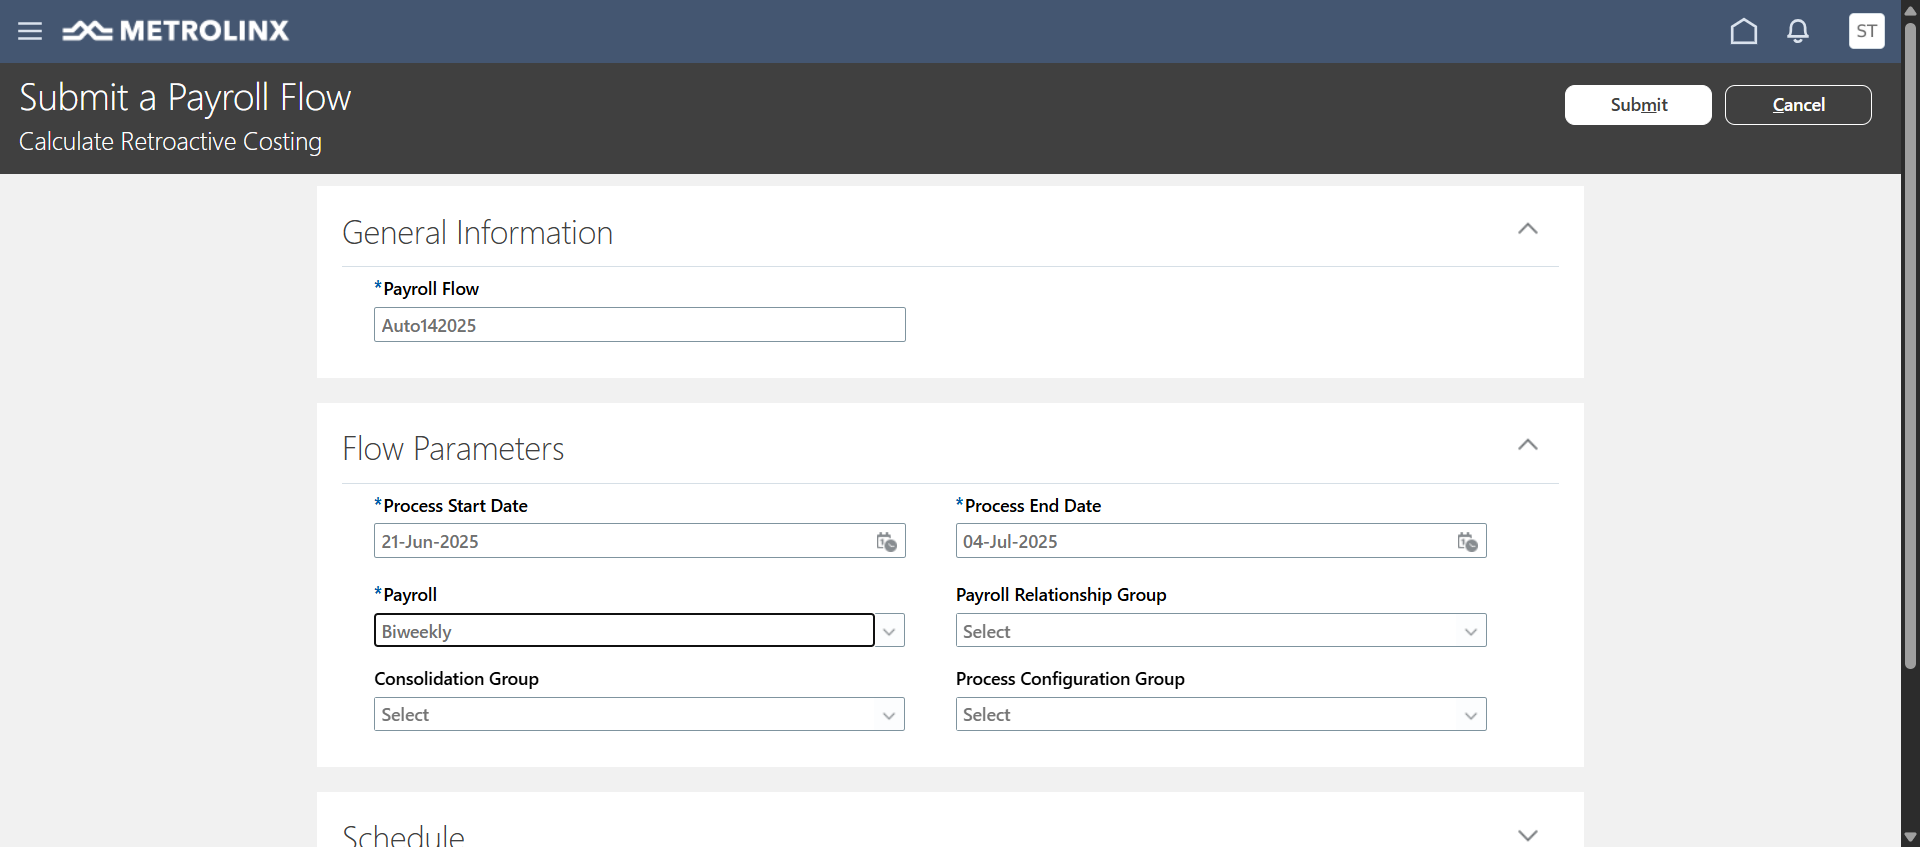 METROLINX
ST
Submit a Payroll Flow
Calculate Retroactive Costing
Submit
Cancel
General Information
*Payroll Flow
Auto142025
Flow Parameters
*Process Start Date
*Process End Date
21-Jun-2025
04-Jul-2025
*Payroll
Payroll Relationship Group
Biweekly
Select
Consolidation Group
Process Configuration Group
Select
Select
Schedule